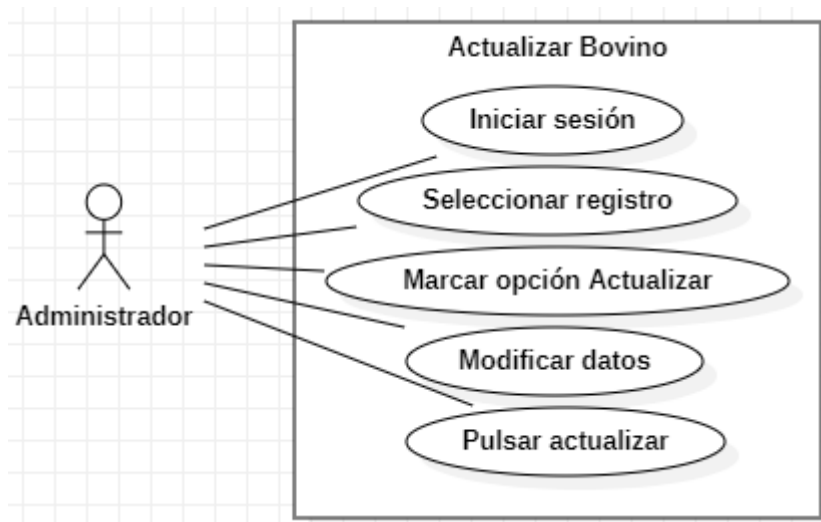 Actualizar Bovino
Iniciar sesión
Seleccionar registro
Marcar opción Actualizar
Administrador
Modificar datos
Pulsar actualizar